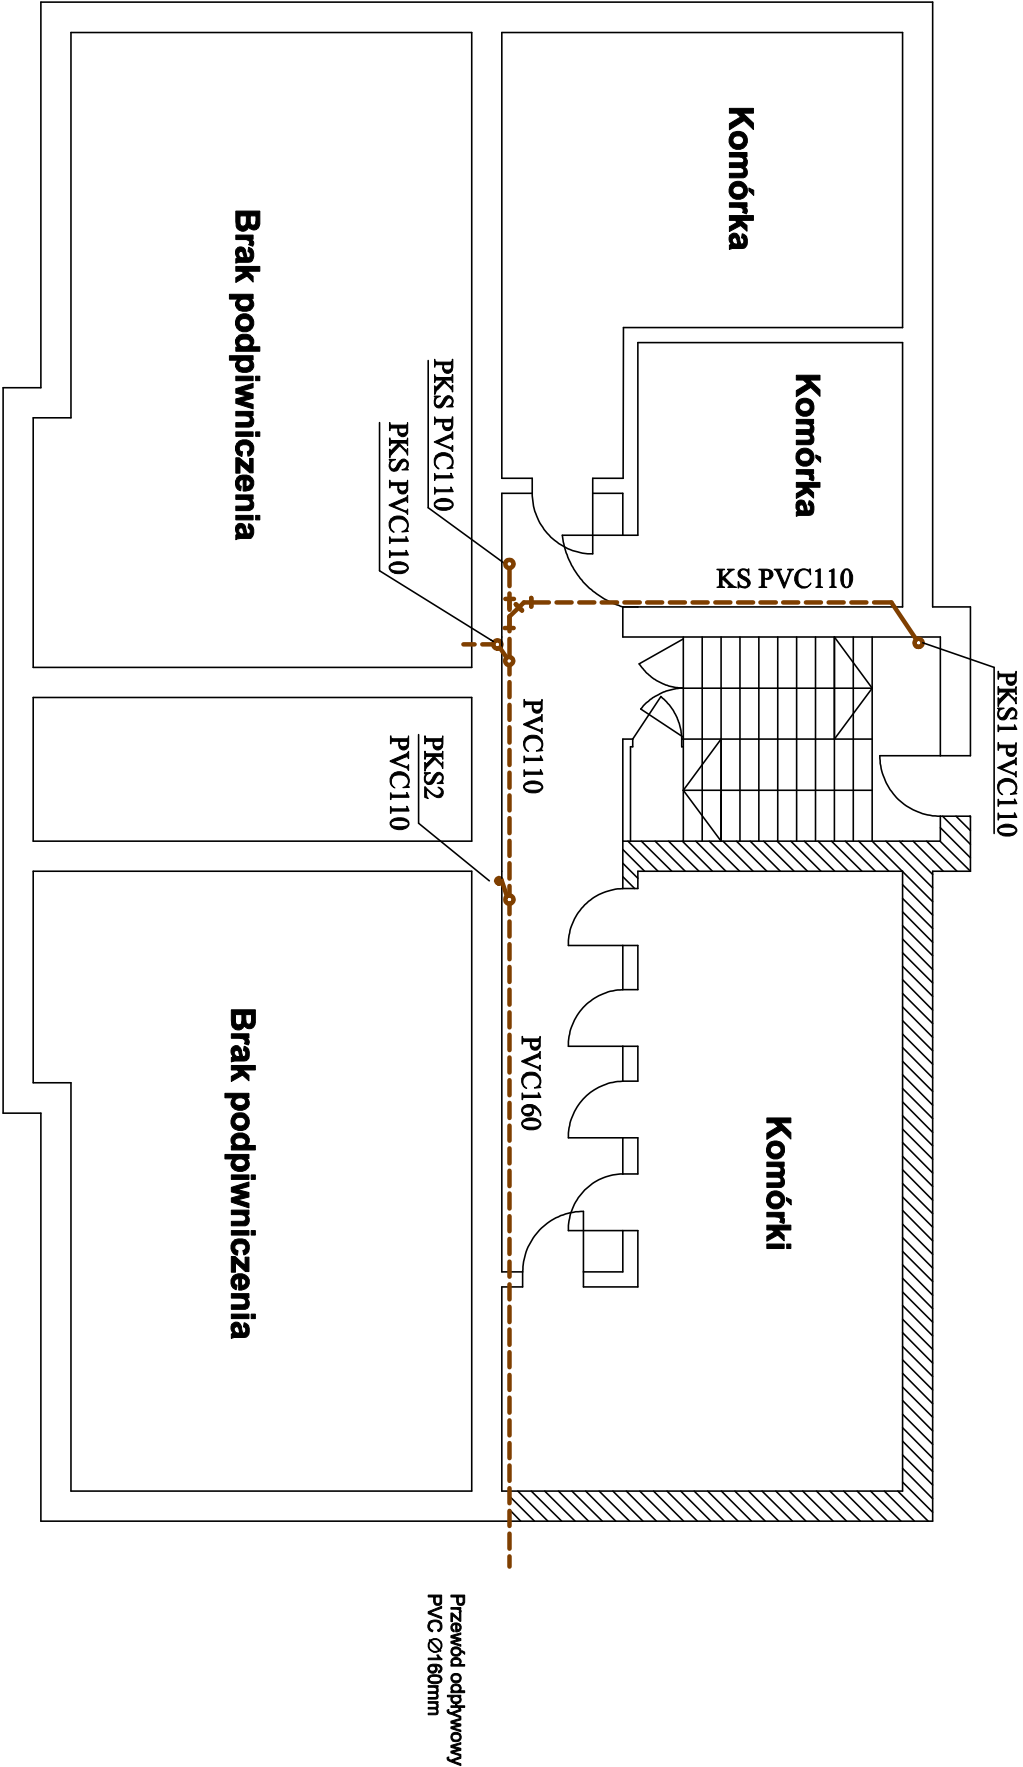 PKS1 PVC110
KS PVC110
Komórka
Komórka
Komórki
PVC110
PVC160
PKS PVC110
PKS PVC110
PKS2
PVC110
Brak podpiwniczenia
Brak podpiwniczenia
Przewód odpływowy
PVC ∅160mm